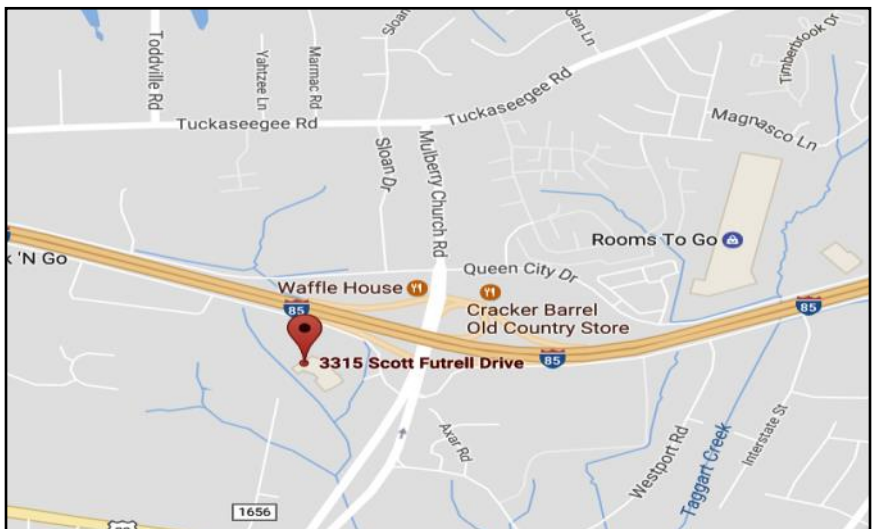 Sloan
Glen Ln
Timberbrook Dr
Toddville Rd
Yahtzee Ln
Marmac Rd
Tuckaseegee Rd
Tuckaseegee Rd
Magnasco Ln
Sloan Dr
Mulberry Church Rd
Rooms To Go
'N Go
Queen City Dr
Waffle House
Cracker Barrel
Old Country Store
85
85
85
3315 Scott Futrell Drive
Axar Rd
Westport Rd
Taggart Creek
Interstate St
1656